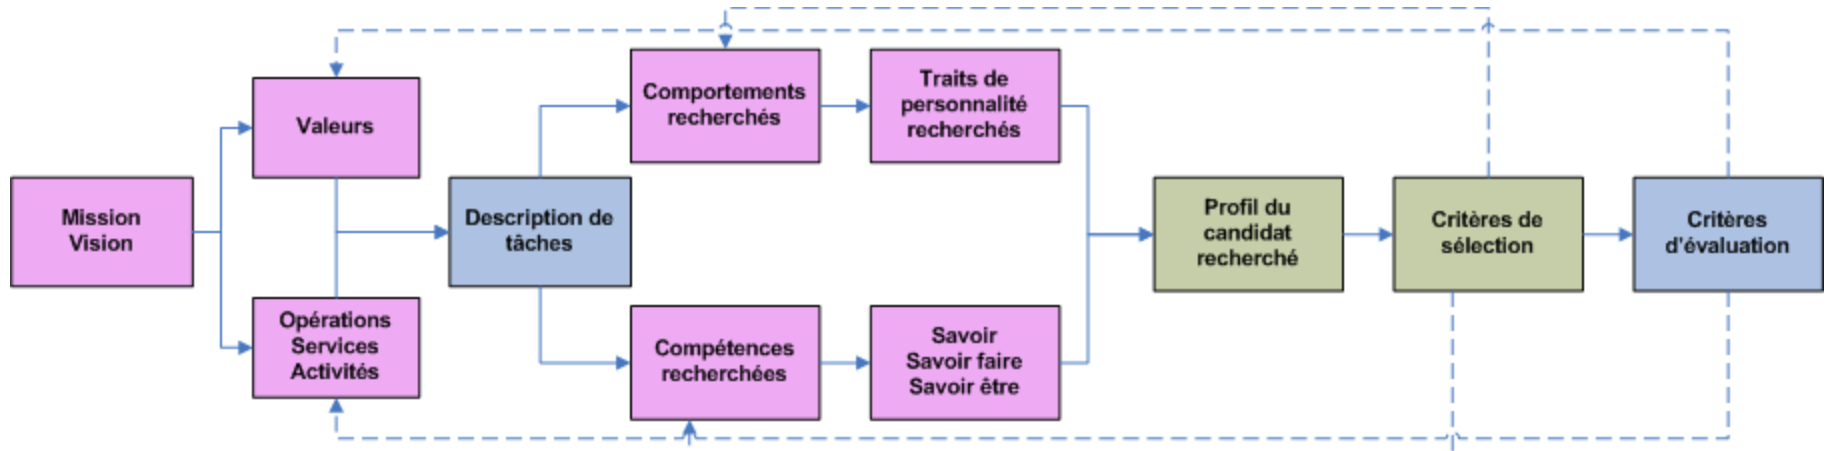 Mission
Vision
Valeurs
Opérations
Services
Activités
Description de
tâches
Comportements
recherchés
Compétences
recherchées
Traits de
personnalité
recherchés
Savoir
Savoir faire
Savoir être
Profil du
candidat
recherché
Critères de
sélection
Critères
d'évaluation